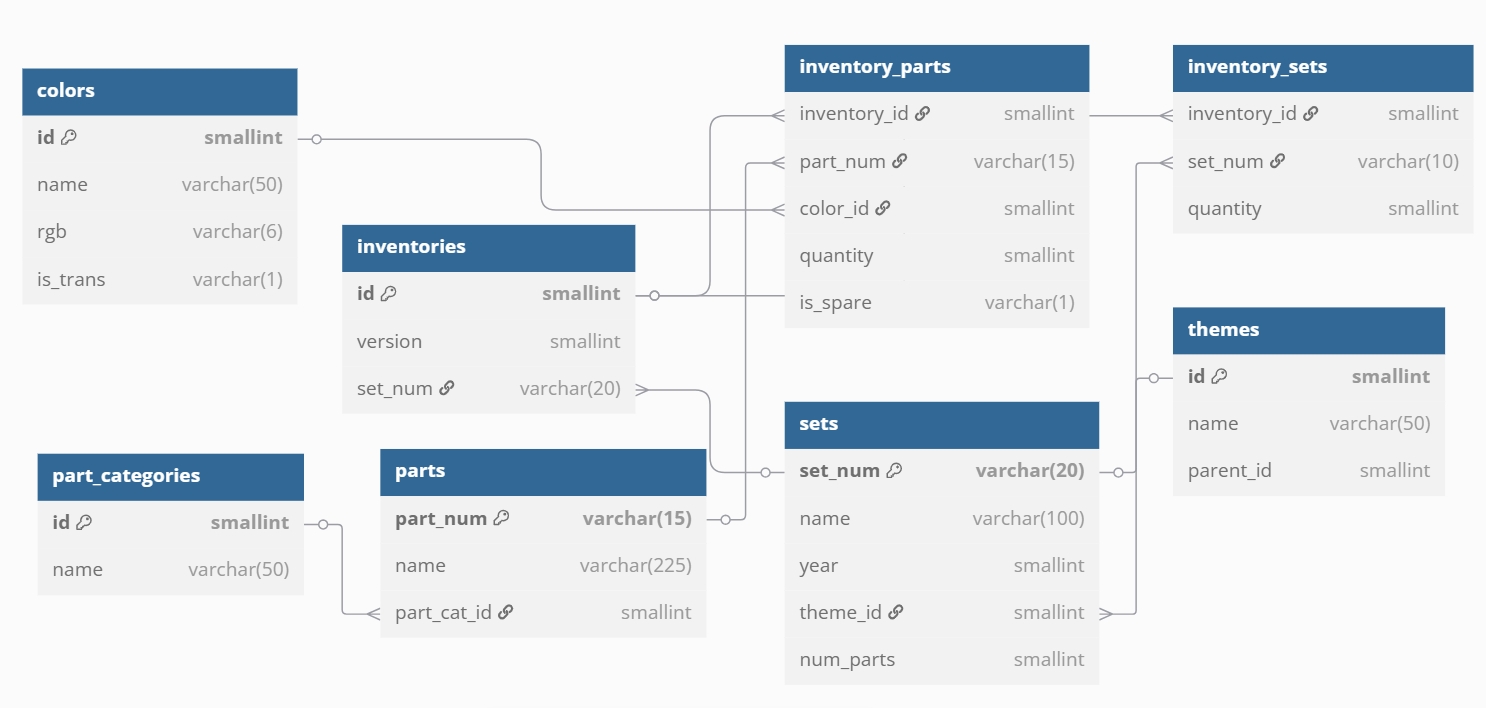 colors
id smallint
name varchar(50)
rgb varchar(6)
is_trans varchar(1)
inventories
id smallint
version smallint
set_num varchar(20)
part_categories
id smallint
name varchar(50)
parts
part_num varchar(15)
name varchar(225)
part_cat_id smallint
inventory_parts
inventory_id smallint
part_num varchar(15)
color_id smallint
quantity smallint
is_spare varchar(1)
sets
set_num varchar(20)
name varchar(100)
year smallint
theme_id smallint
num_parts smallint
inventory_sets
inventory_id smallint
set_num varchar(10)
quantity smallint
themes
id smallint
name varchar(50)
parent_id smallint